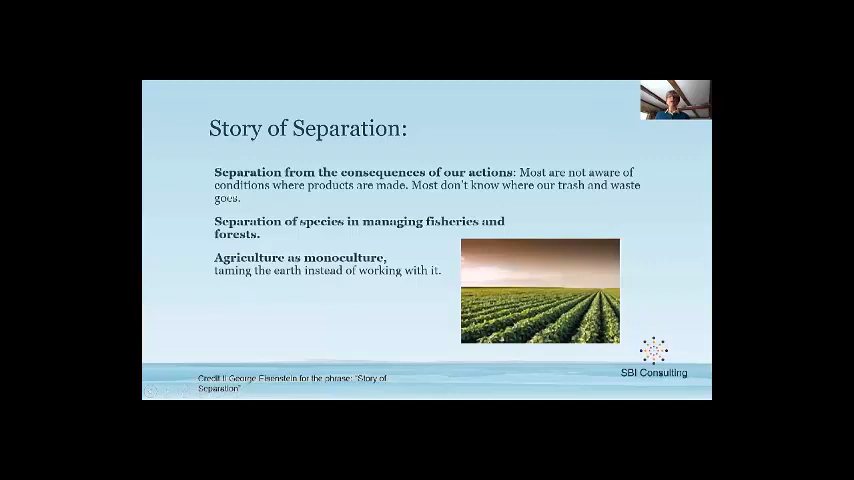 Story of Separation:
Separation from the consequences of our actions: Most are not aware of
conditions where products are made. Most don't know where our trash and waste
goes.
Separation of species in managing fisheries and
forests.
Agriculture as monoculture,
taming the earth instead of working with it.
SBI Consulting
Credit II George Eisenstein for the phrase: "Story of
Separation"